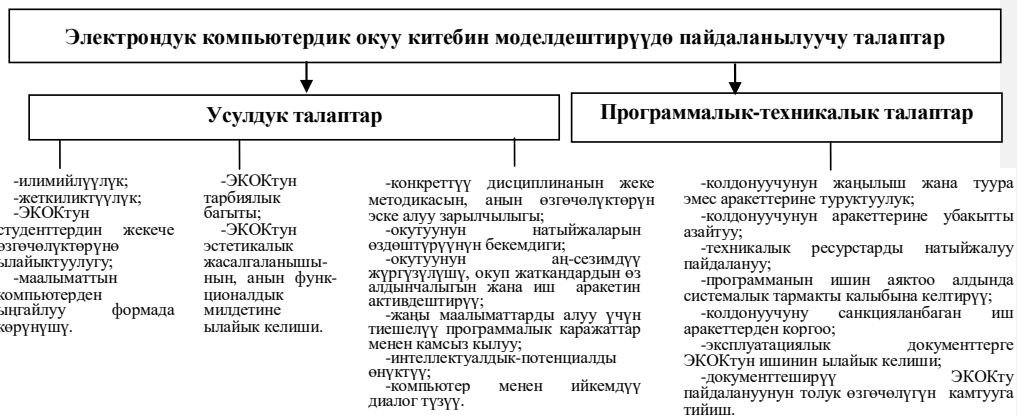 Электрондук компьютердик окуу китебин моделдештирүүдө пайдаланылуучу талаптар
Усулдук талаптар
Программалык-техникалык талаптар
-илимийлүүлүк;
-жеткиликтүүлүк;
-ЭКОКтун
студенттердин жекече
өзгөчөлүктөрүнө
ылайыктуулугу;
-маалыматтын
компьютерден
ыңгайлуу формада
көрүнүшү.
-ЭКОКтун
тарбиялык
багыты;
-ЭКОКтун
эстетикалык
жасалгаланышы-
нын, анын функ-
ционалдык
милдетине
ылайык келиши.
-конкреттүү дисциплинанын жеке
методикасын, анын өзгөчөлүктөрүн
эске алуу зарылчылыгы;
-окутуунун натыйжаларын
өздөштүрүүнүн бекемдиги;
-окутуунун аң-сезимдүү
жүргүзүлүшү, окуп жаткандардын өз
алдынчалыгын жана иш аракетин
активдештирүү;
-жаңы маалыматтарды алуу үчүн
тиешелүү программалык каражаттар
менен камсыз кылуу;
-интеллектуалдык-потенциалды
өнүктүү;
-компьютер менен ийкемдүү
диалог түзүү.
-колдонуучунун жаңылыш жана туура
эмес аракеттерине туруктуулук;
-колдонуучунун аракеттерине убакытты
азайтуу;
-техникалык ресурстарды натыйжалуу
пайдалануу;
-программанын ишин аяктоо алдында
системалык тармакты калыбына келтирүү;
-колдонуучуну санкцияланбаган иш
аракеттерден коргоо;
-эксплуатациялык документтерге
ЭКОКтун ишинин ылайык келиши;
-документтештирүү ЭКОКту
пайдалануунун толук өзгөчөлүгүн камтууга
тийиш.